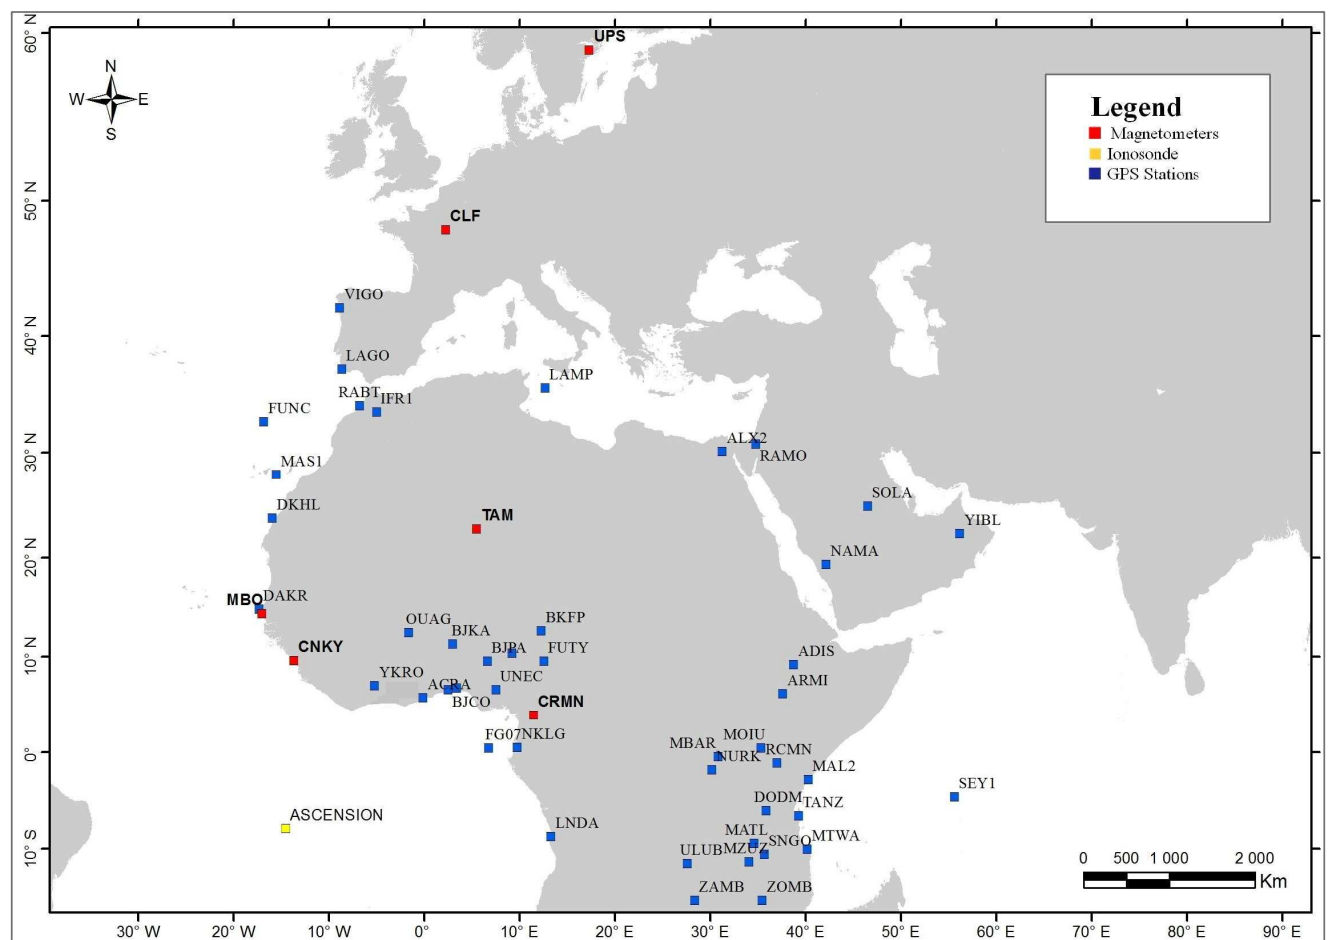 60° N
50° N
40° N
30° N
20° N
10° N
0°
10° S
N
W E
S
UPS
Legend
Magnetometers
Ionosonde
GPS Stations
CLF
VIGO
LAGO
LAMP
RABT
IFR1
FUNC
ALX2
RAMO
MAS1
SOLA
DKHL
TAM
YIBL
NAMA
MBO
DAKR
OUAG
BKFP
BJKA
CNKY
BJPA
FUTY
ADIS
YKRO
ACRA
UNEC
ARMI
BJCO
CRMN
FG07
NKLG
MOIU
MBAR
NURK
RCMN
MAL2
SEY1
DODM
TANZ
ASCENSION
LNDA
MATL
SNGO
MTWA
ULUB
MZUZ
ZAMB
ZOMB
0 500 1 000 2 000
Km
30° W 20° W 10° W 0° 10° E 20° E 30° E 40° E 50° E 60° E 70° E 80° E 90° E